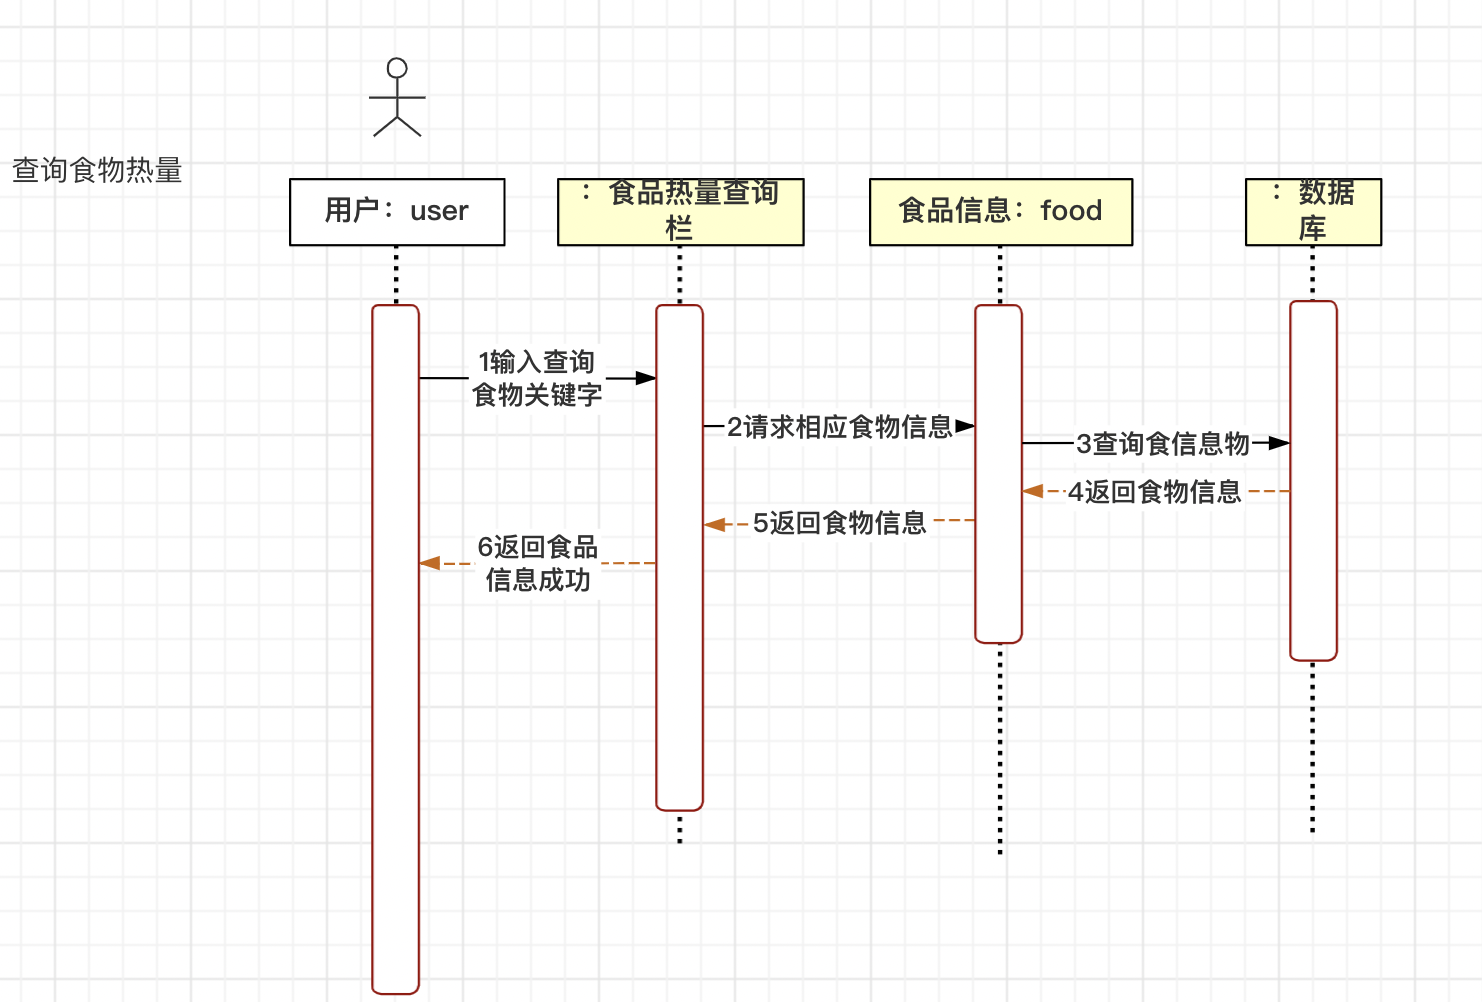 查询食物热量
用户：user
：食品热量查询
栏
食品信息：food
：数据
库
1输入查询
食物关键字
2请求相应食物信息
3查询食信息物
4返回食物信息
5返回食物信息
6返回食品
信息成功